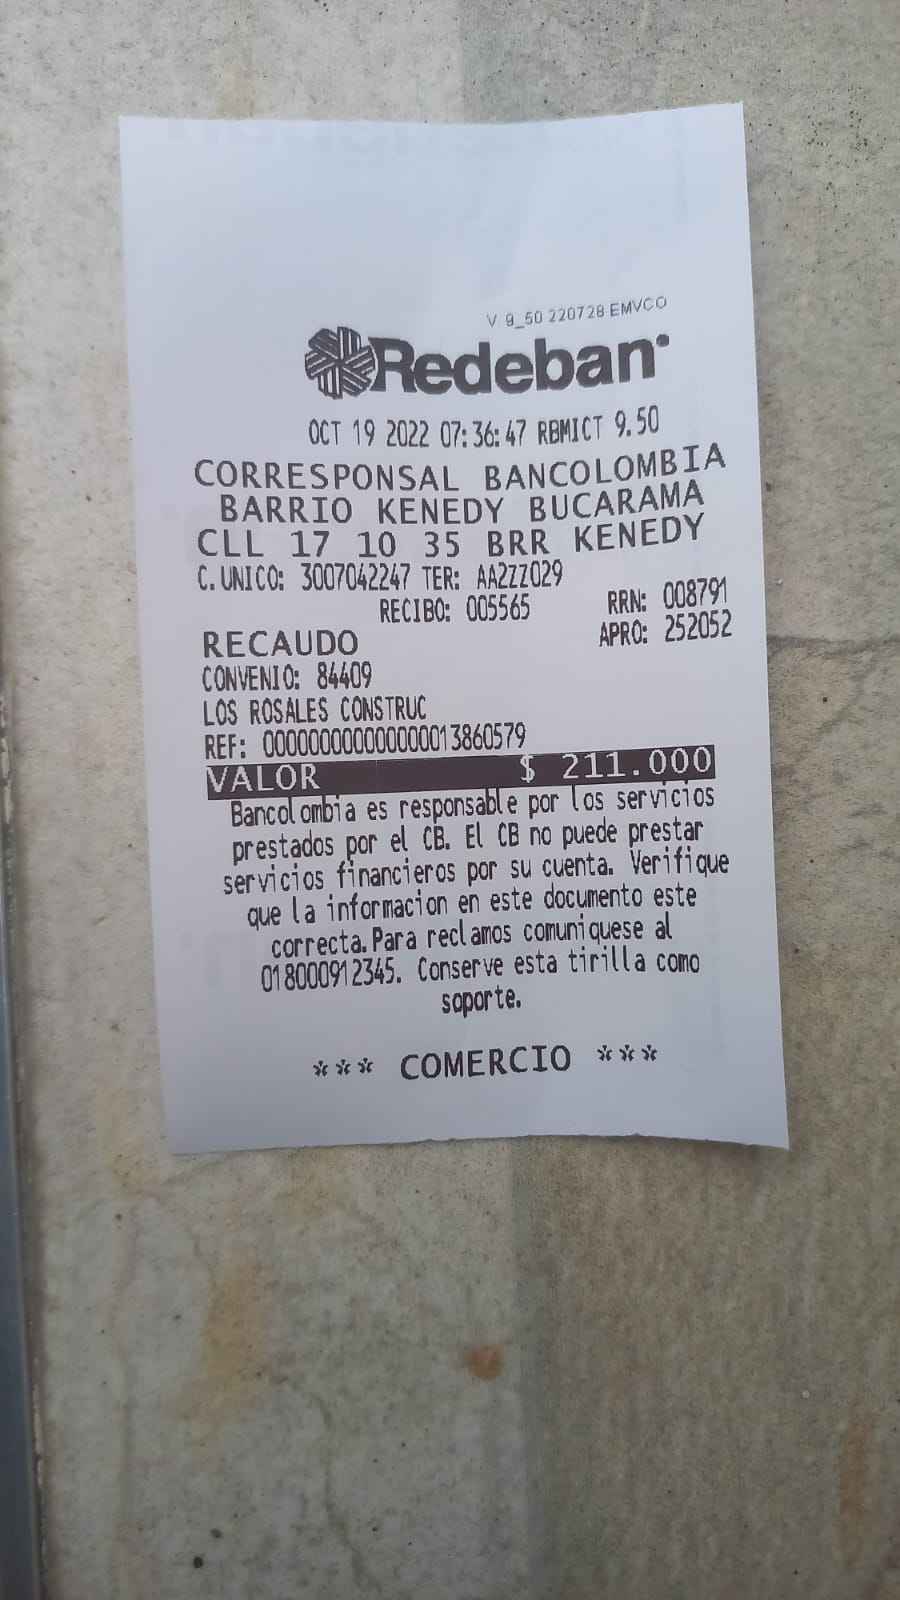 V 9_50 220728 EMVCO
Redeban
OCT 19 2022 07:36:47 RBMICT 9.50
CORRESPONSAL BANCOLOMBIA
BARRIO KENEDY BUCARAMA
CLL 17 10 35 BRR KENEDY
C. UNICO: 3007042247 TER: AA2ZZ029
RECIBO: 005565 RRN: 008791
RECAUDO APRO: 252052
CONVENIO: 84409
LOS ROSALES CONSTRUC
REF: 000000000000000013860579
VALOR $ 211.000
Bancolombia es responsable por los servicios
prestados por el CB. El CB no puede prestar
servicios financieros por su cuenta. Verifique
que la informacion en este documento este
correcta. Para reclamos comuniquese al
018000912345. Conserve esta tirilla como
soporte.
*** COMERCIO ***